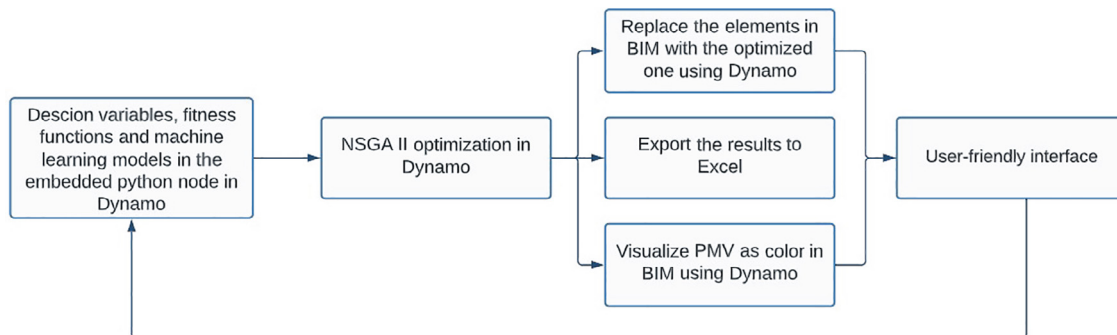 Descion variables, fitness
functions and machine
learning models in the
embedded python node in
Dynamo
NSGA II optimization in
Dynamo
Replace the elements in
BIM with the optimized
one using Dynamo
Export the results to
Excel
Visualize PMV as color in
BIM using Dynamo
User-friendly interface